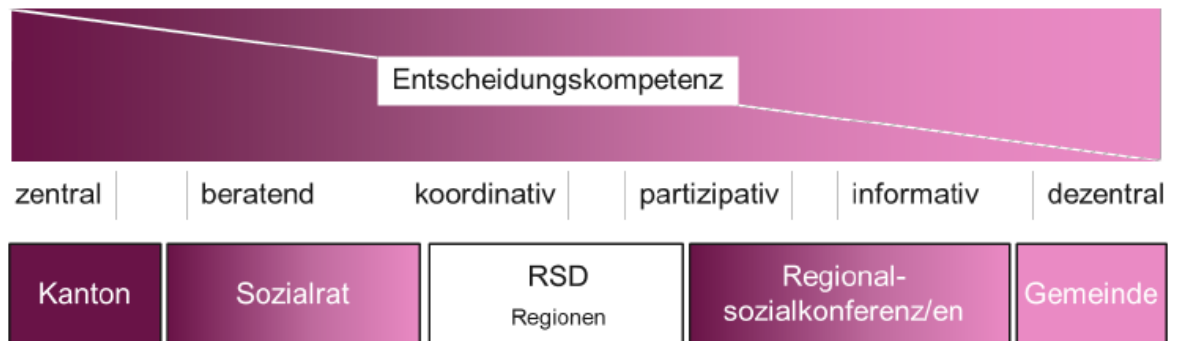 Entscheidungskompetenz
zentral beratend koordinativ partizipativ informativ dezentral
Kanton
Sozialrat
RSD
Regionen
Regional-
sozialkonferenz/en
Gemeinde